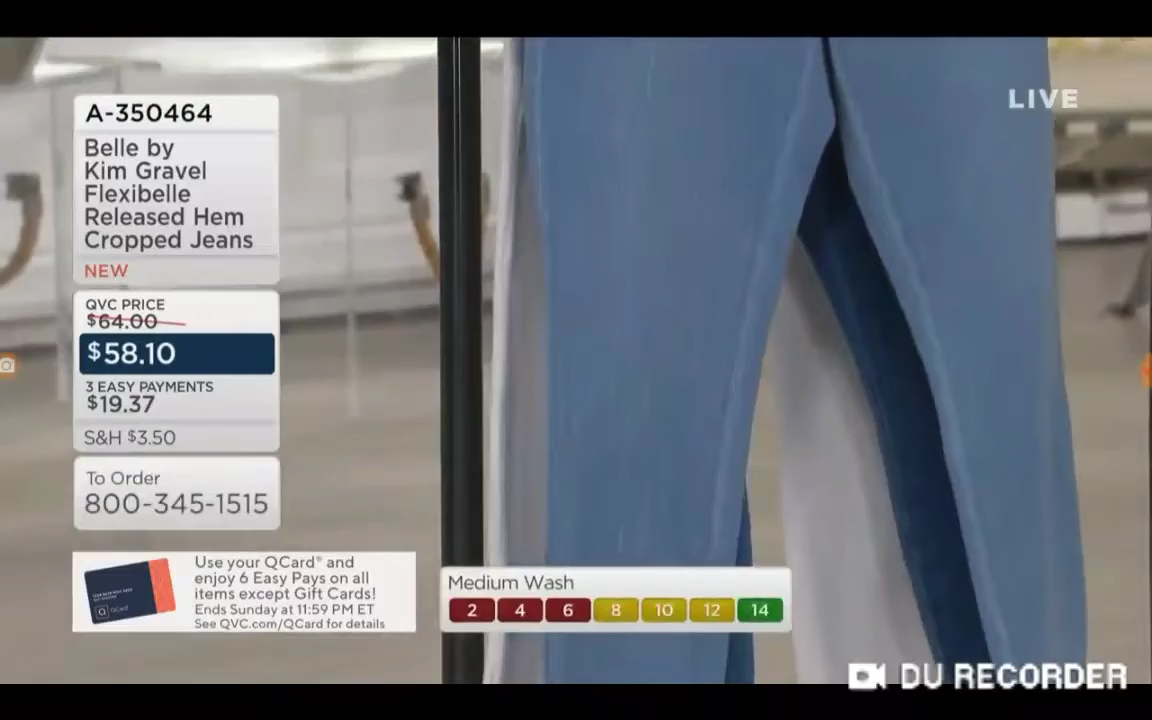 A-350464
Belle by
Kim Gravel
Flexibelle
Released Hem
Cropped Jeans
NEW
QVC PRICE
$64.00
$58.10
3 EASY PAYMENTS
$19.37
S&H $3.50
To Order
800-345-1515
Use your QCard® and
enjoy 6 Easy Pays on all
items except Gift Cards!
Ends Sunday at 11:59 PM ET
See QVC.com/QCard for details
QCard
Medium Wash
2 4 6 8 10 12 14
LIVE
DU RECORDER